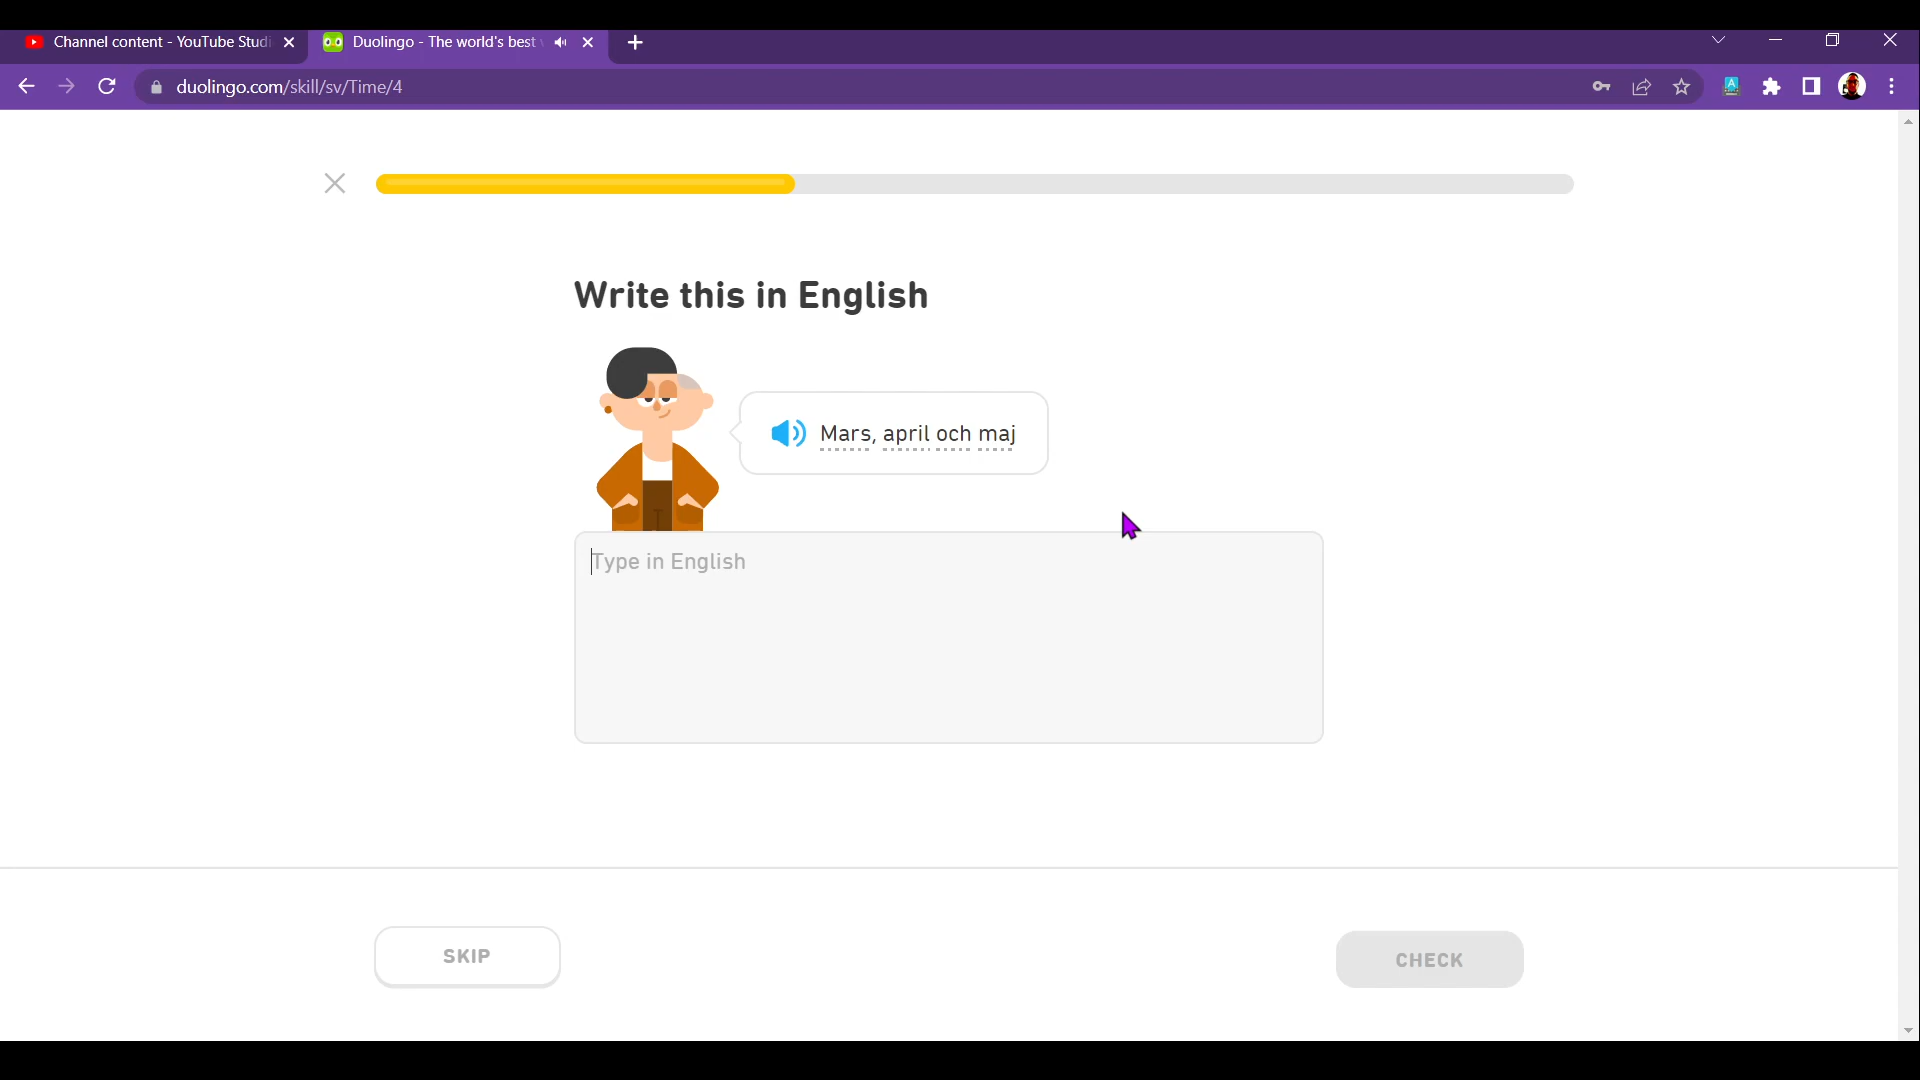 Channel content - YouTube Studi
Duolingo - The world's best
duolingo.com/skill/sv/Time/4
Write this in English
Mars, april och maj
Type in English
SKIP
CHECK